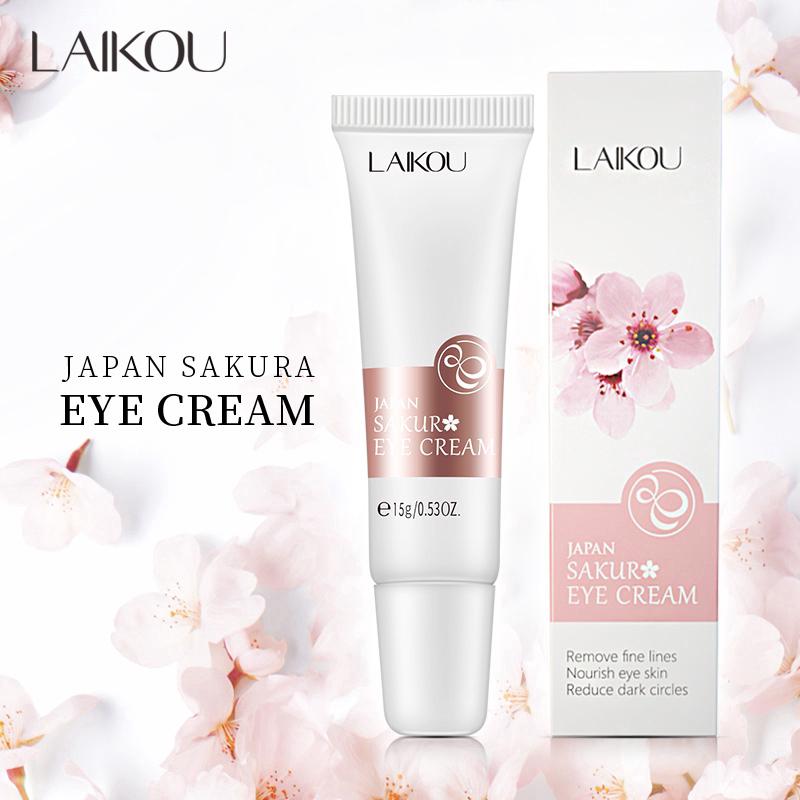 LAIKOU
JAPAN SAKURA
EYE CREAM
LAIKOU
JAPAN
SAKUR
EYE CREAM
e15g/0.53OZ.
LAIKOU
JAPAN
SAKUR
EYE CREAM
Remove fine lines
Nourish eye skin
Reduce dark circles